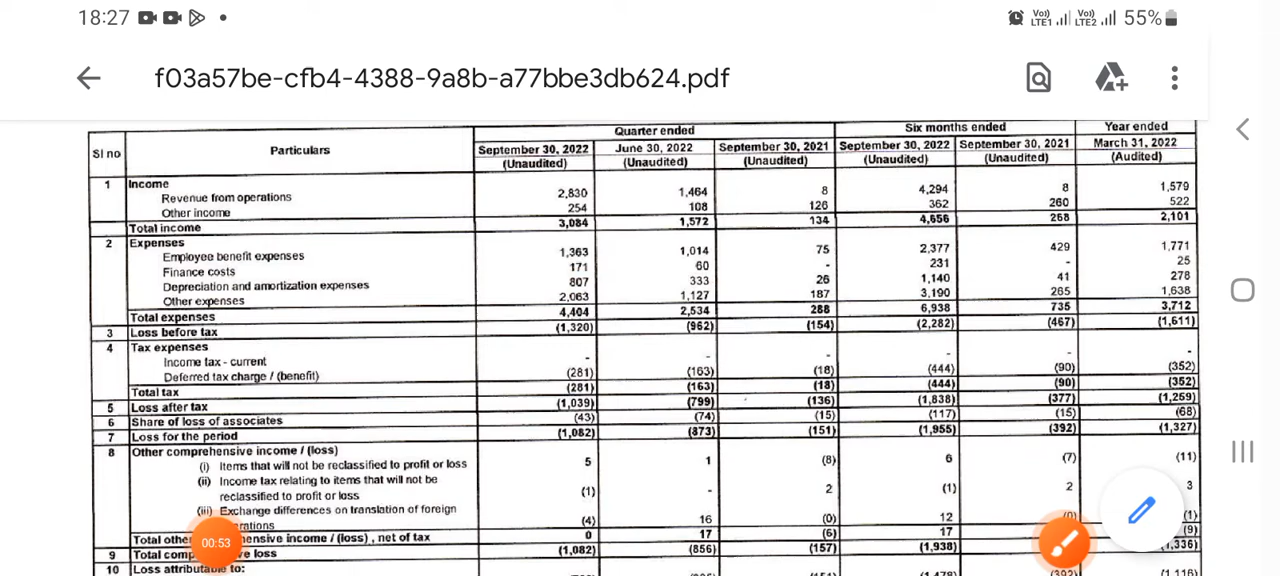 18:27 Vo) LTE1 Vo) LTE2 55%
f03a57be-cfb4-4388-9a8b-a77bbe3db624.pdf
Quarter ended Six months ended Year ended
Sl no Particulars September 30, 2022 June 30, 2022 September 30, 2021 September 30, 2022 September 30, 2021 March 31, 2022
(Unaudited) (Unaudited) (Unaudited) (Unaudited) (Unaudited) (Audited)
1 Income
Revenue from operations 2,830 1,464 8 4,294 8 1,579
Other income 254 108 126 362 260 522
Total income 3,084 1,572 134 4,656 268 2,101
2 Expenses
Employee benefit expenses 1,363 1,014 75 2,377 429 1,771
Finance costs 171 60 - 231 - 25
Depreciation and amortization expenses 807 333 26 1,140 41 278
Other expenses 2,063 1,127 187 3,190 265 1,638
Total expenses 4,404 2,534 288 6,938 735 3,712
3 Loss before tax (1,320) (962) (154) (2,282) (467) (1,611)
4 Tax expenses
Income tax - current - - - - - -
Deferred tax charge / (benefit) (281) (163) (18) (444) (90) (352)
Total tax (281) (163) (18) (444) (90) (352)
5 Loss after tax (1,039) (799) (136) (1,838) (377) (1,259)
6 Share of loss of associates (43) (74) (15) (117) (15) (68)
7 Loss for the period (1,082) (873) (151) (1,955) (392) (1,327)
8 Other comprehensive income / (loss)
(i) Items that will not be reclassified to profit or loss 5 1 (8) 6 (7) (11)
(ii) Income tax relating to items that will not be
reclassified to profit or loss (1) - 2 (1) 2 3
(iii) Exchange differences on translation of foreign
rations (4) 16 (0) 12 (0) (1)
Total othe hensive income / (loss) , net of tax 0 17 (6) 17 (9)
00:53
9 Total comp ve loss (1,082) (856) (157) (1,938) 1,336)
10 Loss attributable to:
(392) (1,116)